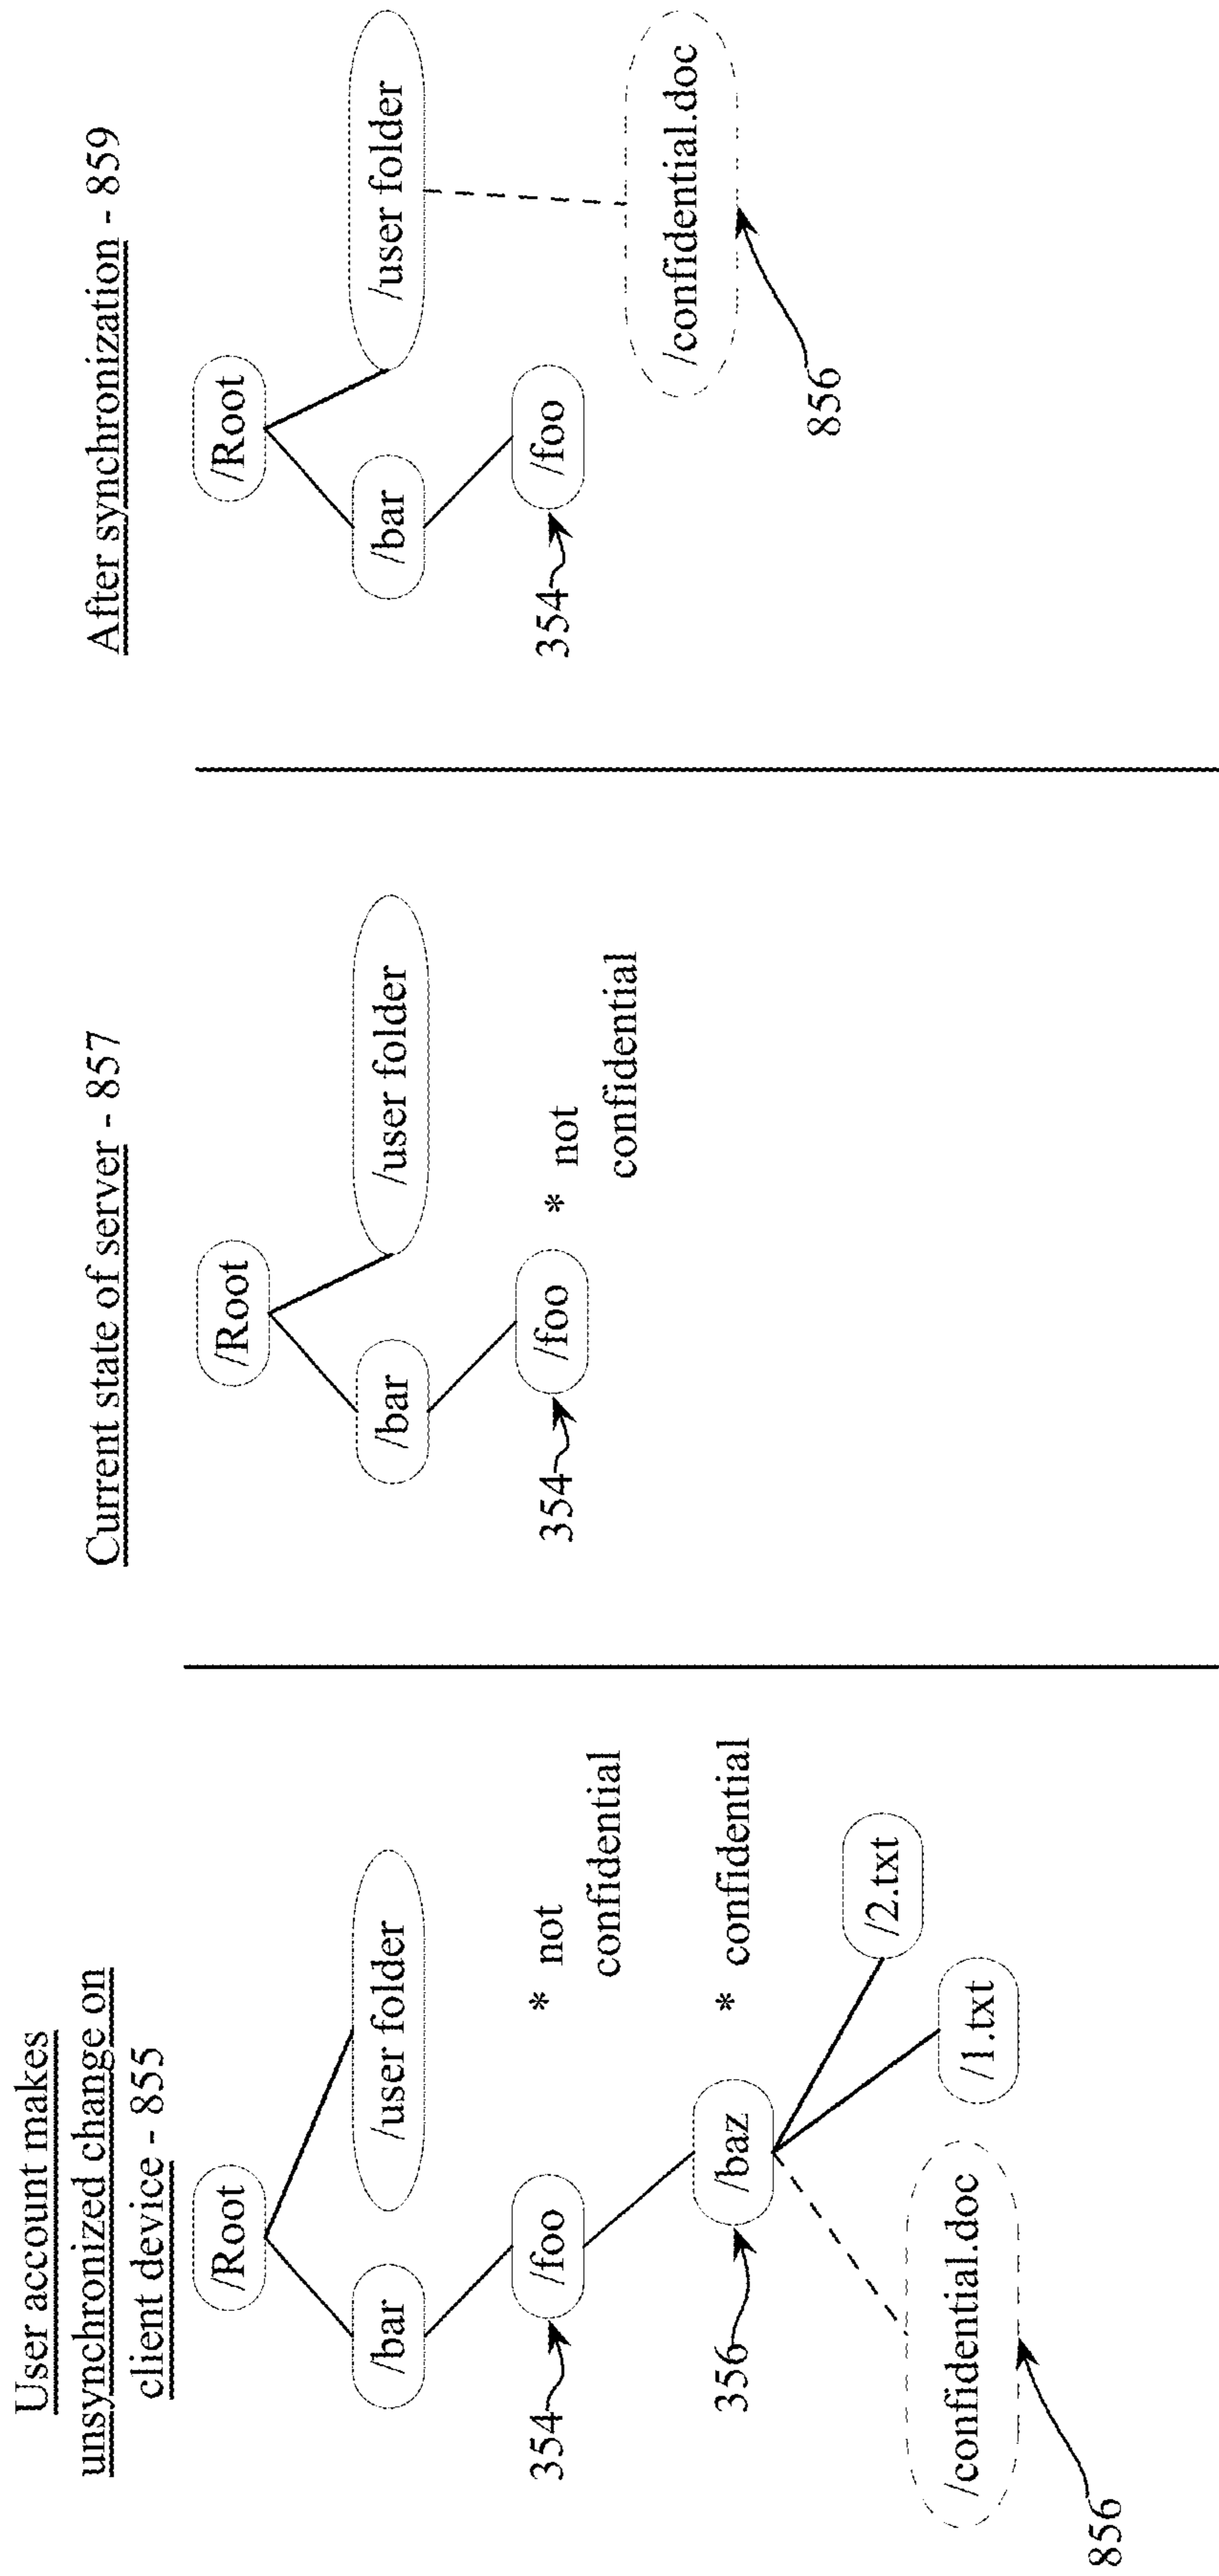 User account makes
unsynchronized change on
client device - 855
/Root
/bar
/user folder
354
/foo
* not
confidential
356
/baz
* confidential
/confidential.doc
/1.txt
/2.txt
856
Current state of server - 857
/Root
/bar
/user folder
354
/foo
* not
confidential
After synchronization - 859
/Root
/bar
/user folder
354
/foo
/confidential.doc
856